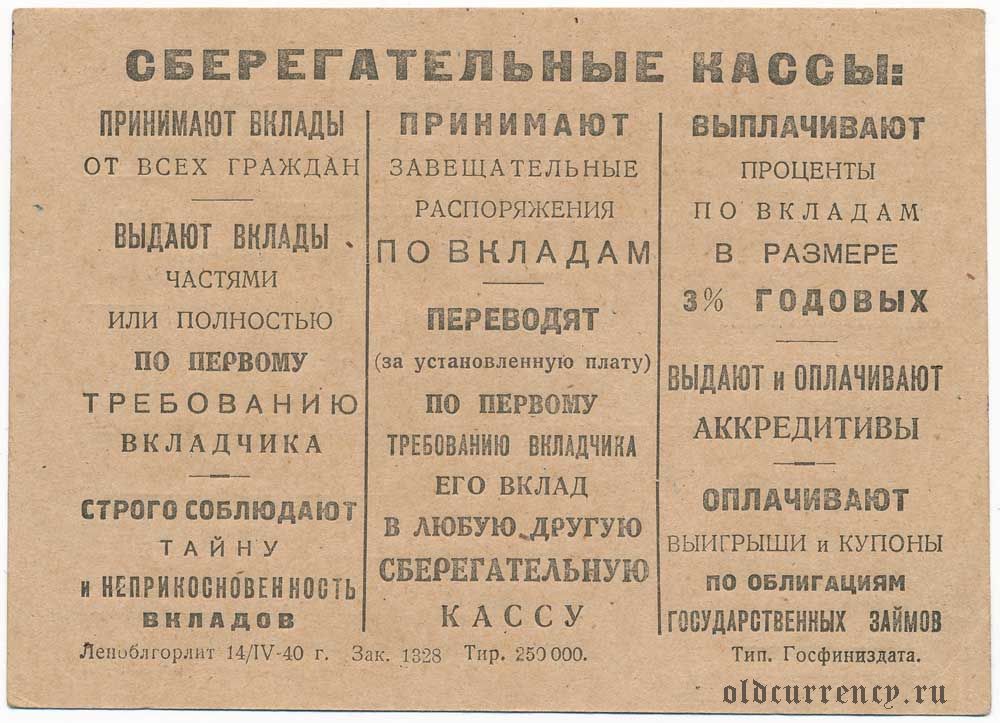 СБЕРЕГАТЕЛЬНЫЕ КАССЫ:
ПРИНИМАЮТ ВКЛАДЫ
ОТ ВСЕХ ГРАЖДАН
ВЫДАЮТ ВКЛАДЫ
ЧАСТЯМИ
ИЛИ ПОЛНОСТЬЮ
ПО ПЕРВОМУ
ТРЕБОВАНИЮ
ВКЛАДЧИКА
СТРОГО СОБЛЮДАЮТ
ТАЙНУ
и НЕПРИКОСНОВЕННОСТЬ
ВКЛАДОВ
ПРИНИМАЮТ
ЗАВЕЩАТЕЛЬНЫЕ
РАСПОРЯЖЕНИЯ
ПО ВКЛАДАМ
ПЕРЕВОДЯТ
(за установленную плату)
ПО ПЕРВОМУ
ТРЕБОВАНИЮ ВКЛАДЧИКА
ЕГО ВКЛАД
В ЛЮБУЮ ДРУГУЮ
СБЕРЕГАТЕЛЬНУЮ
КАССУ
ВЫПЛАЧИВАЮТ
ПРОЦЕНТЫ
ПО ВКЛАДАМ
В РАЗМЕРЕ
3% ГОДОВЫХ
ВЫДАЮТ и ОПЛАЧИВАЮТ
АККРЕДИТИВЫ
ОПЛАЧИВАЮТ
ВЫИГРЫШИ и КУПОНЫ
ПО ОБЛИГАЦИЯМ
ГОСУДАРСТВЕННЫХ ЗАЙМОВ
Леноблгорлит 14/IV-40 г. Зак. 1328 Тир. 250 000. Тип. Госфиниздата.
oldcurrency.ru